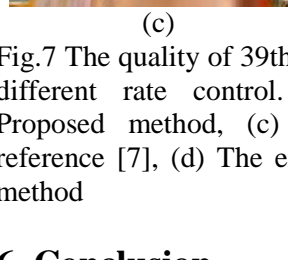 (c)
Fig.7 The quality of 39th
different rate control.
Proposed method, (c)
reference [7], (d) The e
method
6 Conclusion